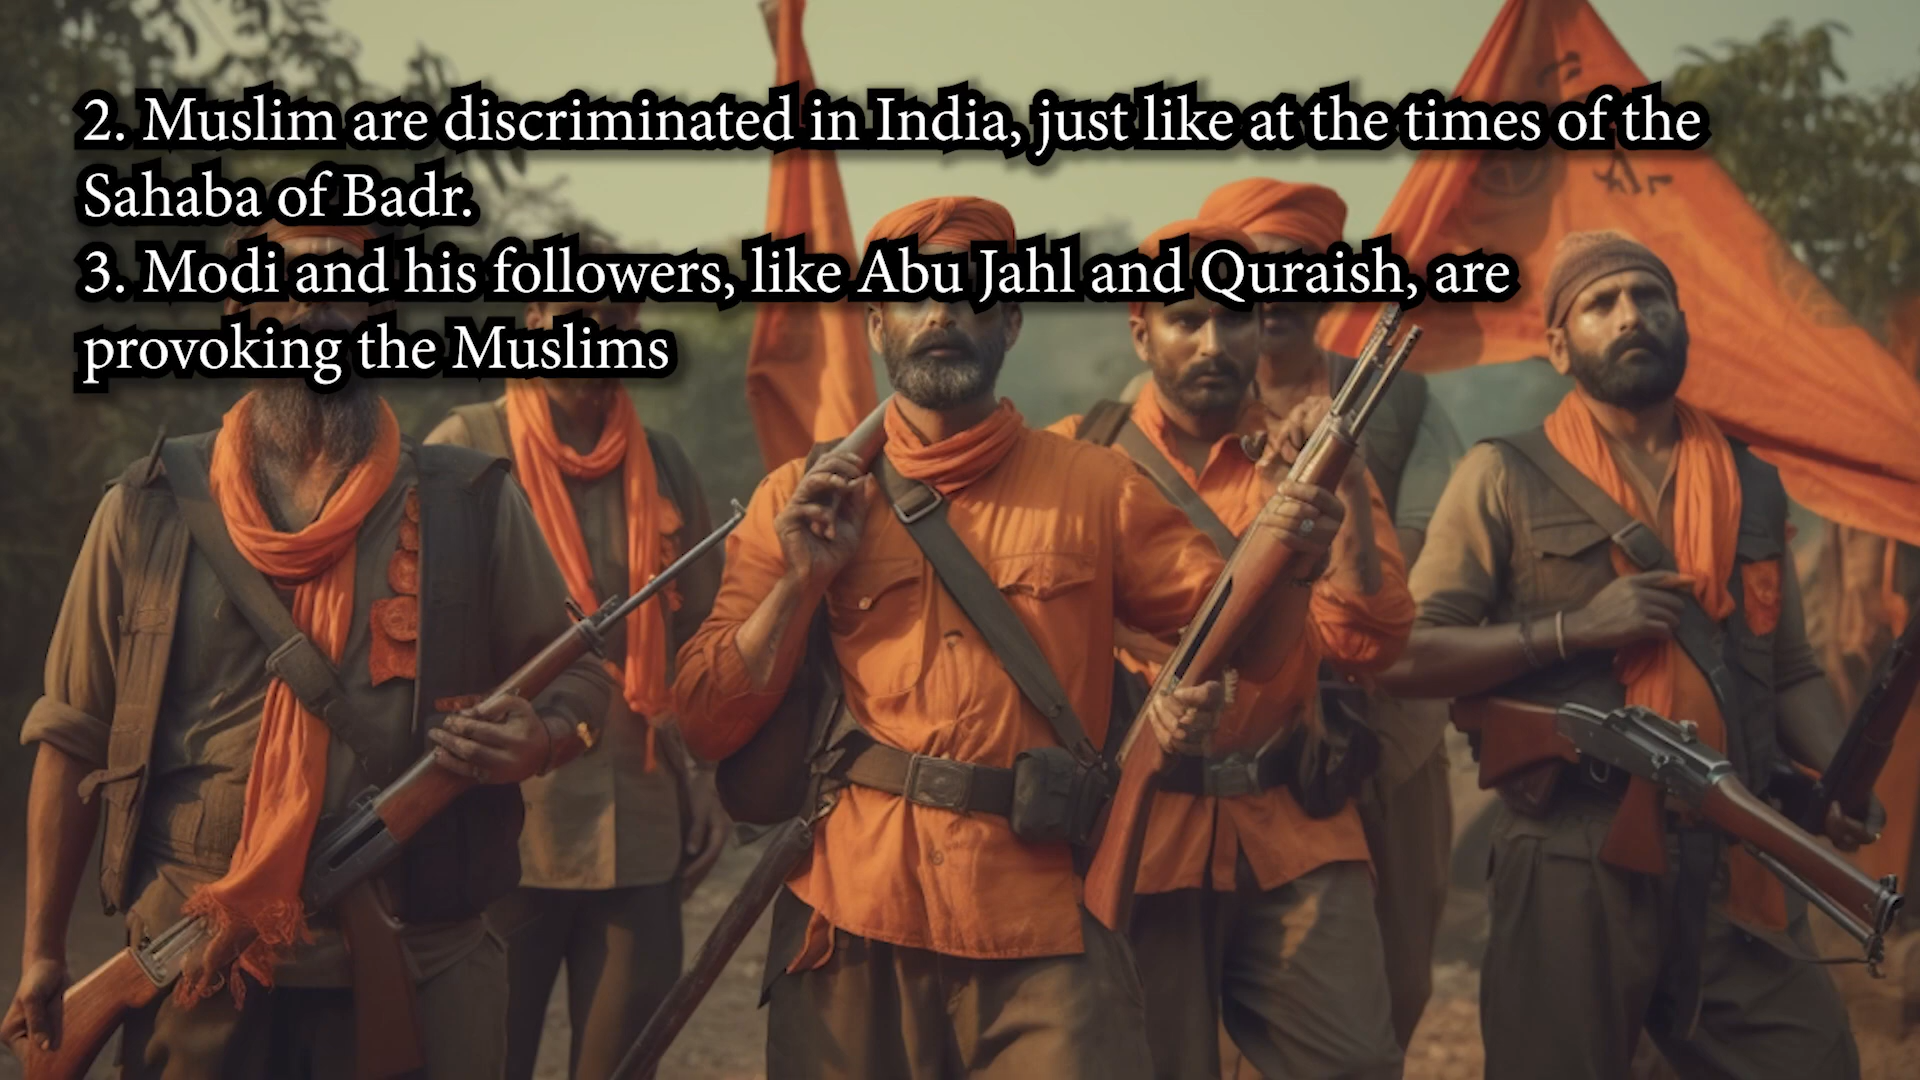 2. Muslim are discriminated in India, just like at the times of the
Sahaba of Badr.
3. Modi and his followers, like Abu Jahl and Quraish, are
provoking the Muslims